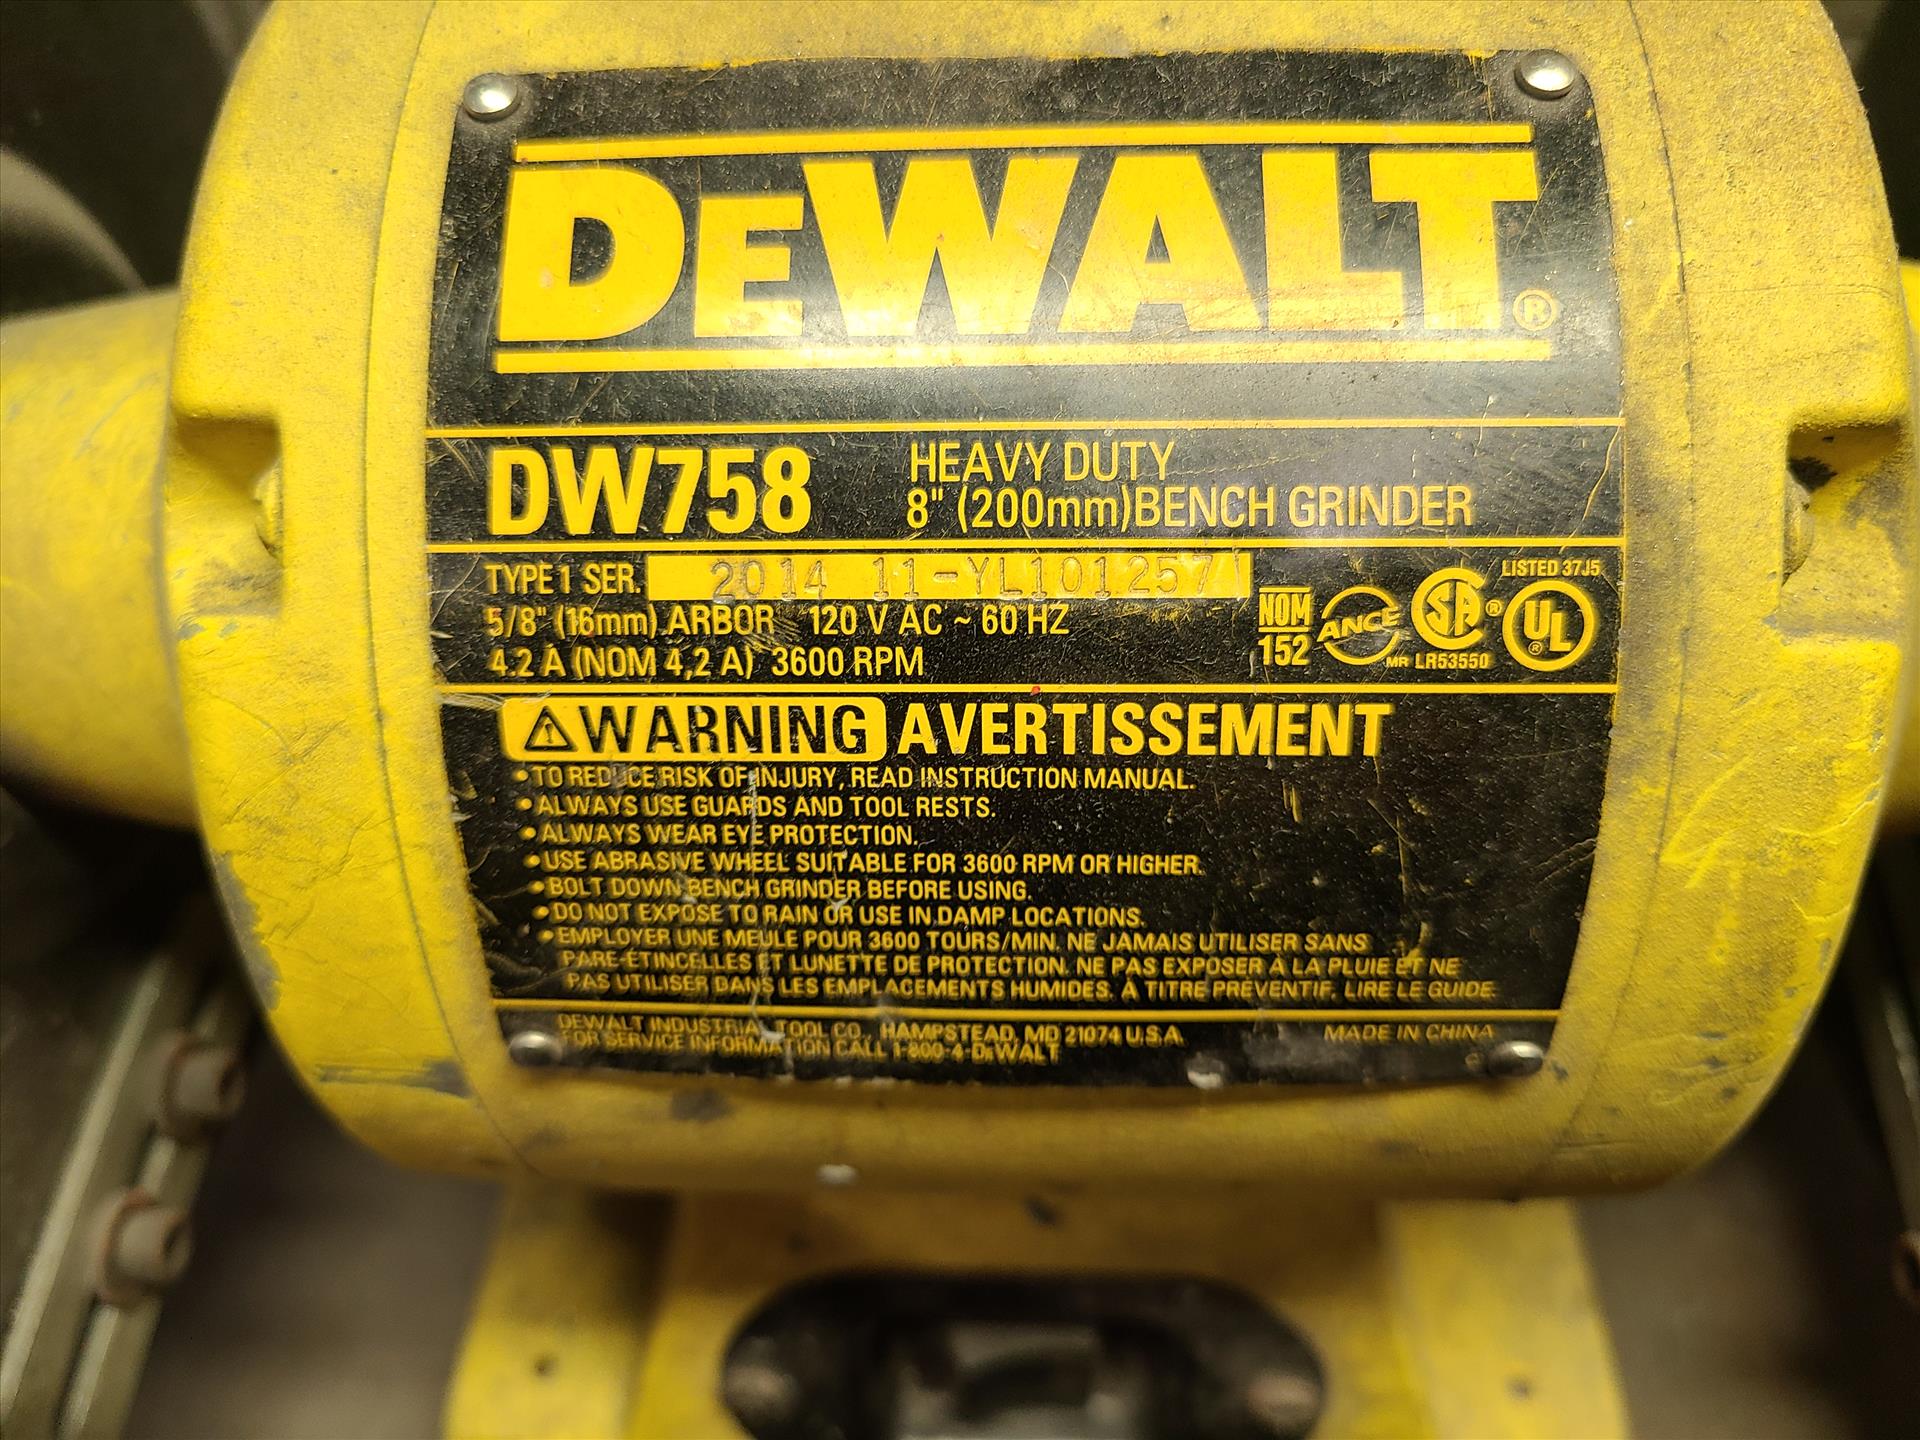 DEWALT®
DW758 HEAVY DUTY
8" (200mm) BENCH GRINDER
TYPE 1 SER. 2014 11-YL101257
5/8" (16mm) ARBOR 120 V AC ~ 60 HZ
4.2 A (NOM 4,2 A) 3600 RPM
NOM
152
ANCE
SA®
MR LR53550
LISTED 37J5
UL®
WARNING AVERTISSEMENT
• TO REDUCE RISK OF INJURY, READ INSTRUCTION MANUAL.
• ALWAYS USE GUARDS AND TOOL RESTS.
• ALWAYS WEAR EYE PROTECTION.
• USE ABRASIVE WHEEL SUITABLE FOR 3600 RPM OR HIGHER.
• BOLT DOWN BENCH GRINDER BEFORE USING.
• DO NOT EXPOSE TO RAIN OR USE IN DAMP LOCATIONS.
• EMPLOYER UNE MEULE POUR 3600 TOURS/MIN. NE JAMAIS UTILISER SANS
PARE-ÉTINCELLES ET LUNETTE DE PROTECTION. NE PAS EXPOSER À LA PLUIE ET NE
PAS UTILISER DANS LES EMPLACEMENTS HUMIDES. À TITRE PRÉVENTIF, LIRE LE GUIDE.
DEWALT INDUSTRIAL TOOL CO., HAMPSTEAD, MD 21074 U.S.A. MADE IN CHINA
FOR SERVICE INFORMATION CALL 1-800-4-DEWALT